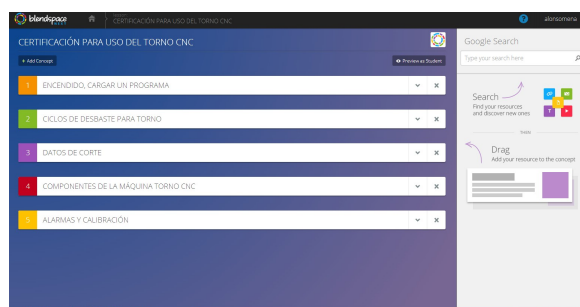 blendspace
CERTIFICACIÓN PARA USO DEL TORNO CNC
alonsomena
CERTIFICACIÓN PARA USO DEL TORNO CNC
+ Add Concept
Preview as Student
1 ENCENDIDO, CARGAR UN PROGRAMA
2 CICLOS DE DESBASTE PARA TORNO
3 DATOS DE CORTE
4 COMPONENTES DE LA MÁQUINA TORNO CNC
5 ALARMAS Y CALIBRACIÓN
Google Search
Type your search here
Search
Find your resources
and discover new ones
Drag
Add your resource to the concept